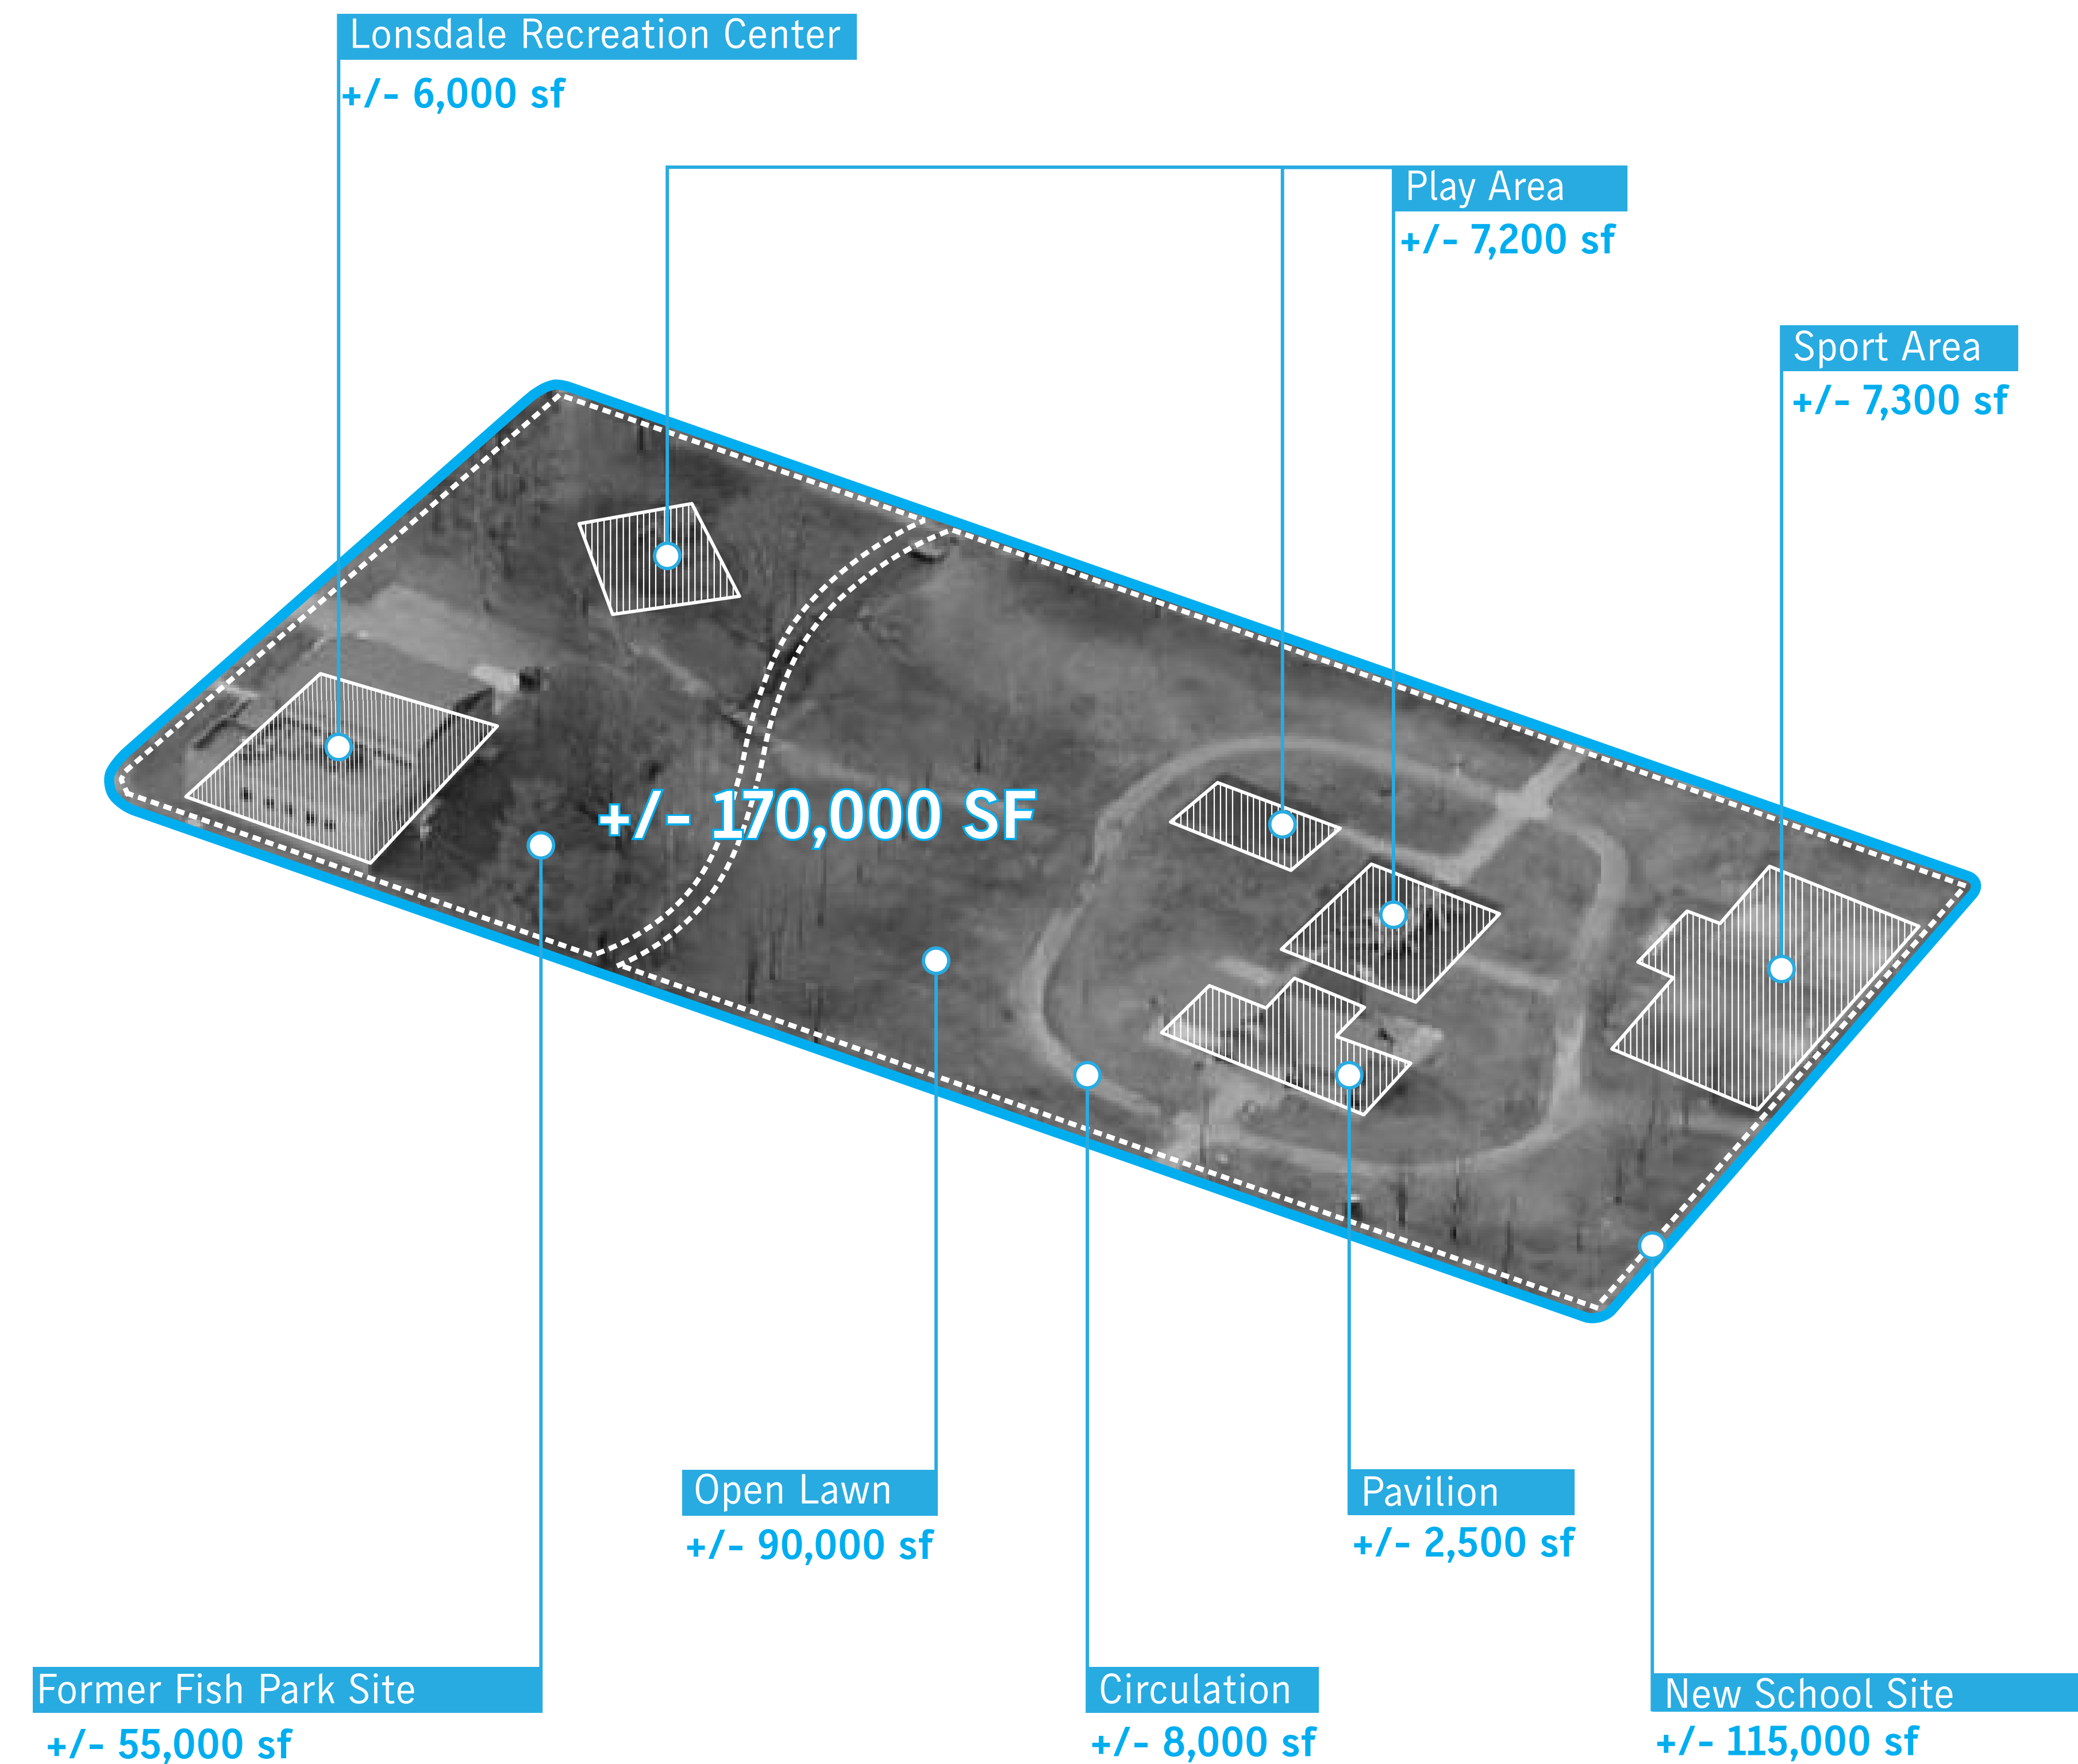 Lonsdale Recreation Center
+/- 6,000 sf
Play Area
+/- 7,200 sf
Sport Area
+/- 7,300 sf
+/- 170,000 SF
Open Lawn
+/- 90,000 sf
Pavilion
+/- 2,500 sf
Former Fish Park Site
+/- 55,000 sf
Circulation
+/- 8,000 sf
New School Site
+/- 115,000 sf